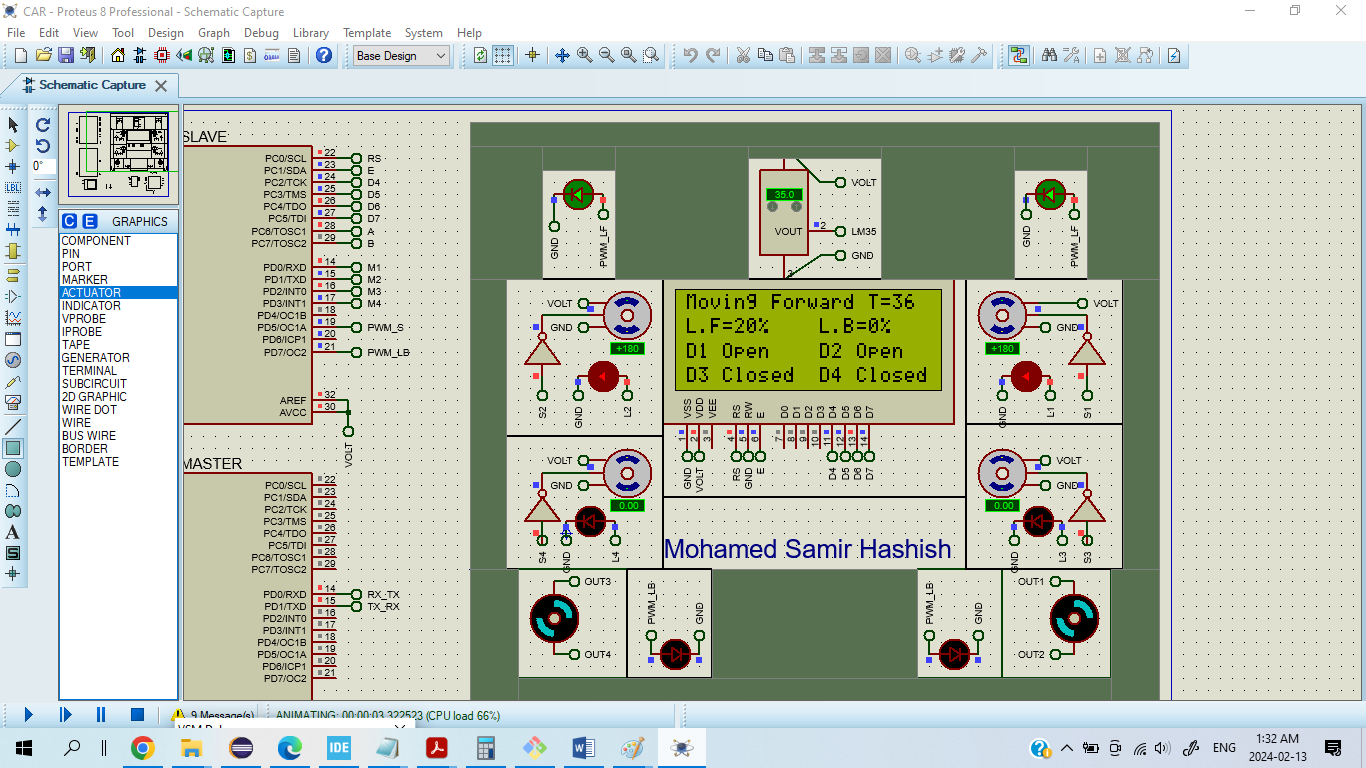 CAR - Proteus 8 Professional - Schematic Capture
File Edit View Tool Design Graph Debug Library Template System Help
Base Design
Schematic Capture
0°
LBL
C E GRAPHICS
COMPONENT
PIN
PORT
MARKER
ACTUATOR
INDICATOR
VPROBE
IPROBE
TAPE
GENERATOR
TERMINAL
SUBCIRCUIT
2D GRAPHIC
WIRE DOT
WIRE
BUS WIRE
BORDER
TEMPLATE
SLAVE
PC0/SCL 22 RS
PC1/SDA 23 E
PC2/TCK 24 D4
PC3/TMS 25 D5
PC4/TDO 26 D6
PC5/TDI 27 D7
PC6/TOSC1 28 A
PC7/TOSC2 29 B
PD0/RXD 14 M1
PD1/TXD 15 M2
PD2/INT0 16 M3
PD3/INT1 17 M4
PD4/OC1B 18
PD5/OC1A 19 PWM_S
PD6/ICP1 20
PD7/OC2 21 PWM_LB
AREF 32
AVCC 30
VOLT
MASTER
PC0/SCL 22
PC1/SDA 23
PC2/TCK 24
PC3/TMS 25
PC4/TDO 26
PC5/TDI 27
PC6/TOSC1 28
PC7/TOSC2 29
PD0/RXD 14 RX_TX
PD1/TXD 15 TX_RX
PD2/INT0 16
PD3/INT1 17
PD4/OC1B 18
PD5/OC1A 19
PD6/ICP1 20
PD7/OC2 21
GND PWM_LF
35.0
VOLT
VOUT 2 LM35
GND
3
GND PWM_LF
VOLT
GND
+180
S2 GND L2
Moving Forward T=36
L.F=20% L.B=0%
D1 Open D2 Open
D3 Closed D4 Closed
VSS VDD VEE RS RW E D0 D1 D2 D3 D4 D5 D6 D7
1 2 3 4 5 6 7 8 9 10 11 12 13 14
GND VOLT RS GND E D4 D5 D6 D7
VOLT
GND
+180
GND L1 S1
VOLT
GND
0.00
S4 GND L4
Mohamed Samir Hashish
VOLT
GND
0.00
GND L3 S3
OUT3
OUT4
PWM_LB GND
PWM_LB GND
OUT1
OUT2
9 Message(s) ANIMATING: 00:00:03.322523 (CPU load 66%)
IDE
ENG
1:32 AM
2024-02-13